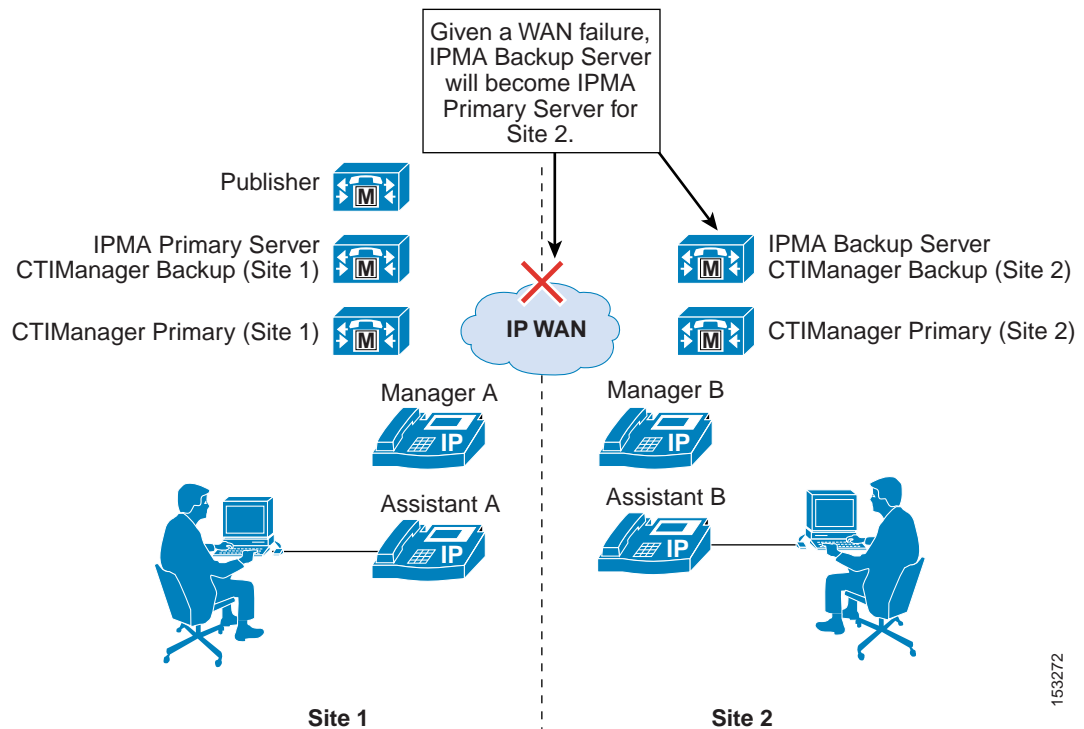 Given a WAN failure,
IPMA Backup Server
will become IPMA
Primary Server for
Site 2.
Publisher
M
IPMA Primary Server
CTIManager Backup (Site 1)
M
M
IPMA Backup Server
CTIManager Backup (Site 2)
CTIManager Primary (Site 1)
M
IP WAN
M
CTIManager Primary (Site 2)
Manager A
IP
Manager B
IP
Assistant A
IP
Assistant B
IP
Site 1
Site 2
153272